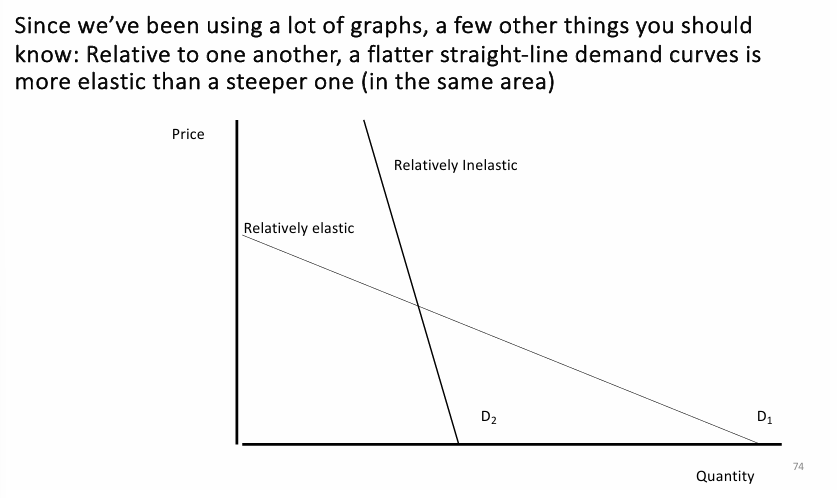 Since we've been using a lot of graphs, a few other things you should
know: Relative to one another, a flatter straight-line demand curves is
more elastic than a steeper one (in the same area)
Price
Relatively Inelastic
Relatively elastic
D₂
D₁
74
Quantity